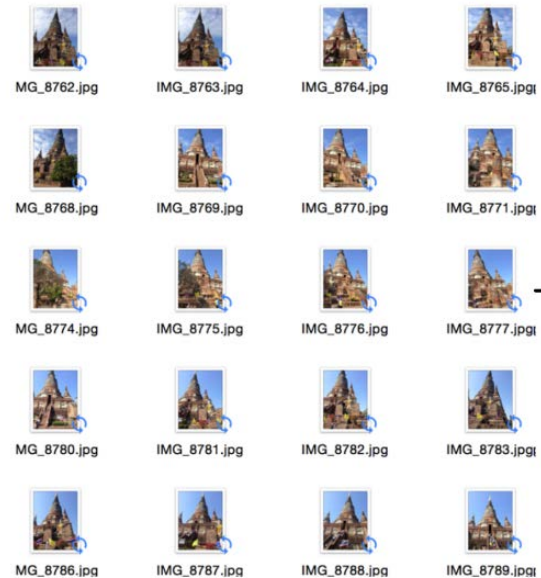 MG_8762.jpg IMG_8763.jpg IMG_8764.jpg IMG_8765.jpg
MG_8768.jpg IMG_8769.jpg IMG_8770.jpg IMG_8771.jpg
MG_8774.jpg IMG_8775.jpg IMG_8776.jpg IMG_8777.jpg
MG_8780.jpg IMG_8781.jpg IMG_8782.jpg IMG_8783.jpg
MG_8786.jpg IMG_8787.jpg IMG_8788.jpg IMG_8789.jpg